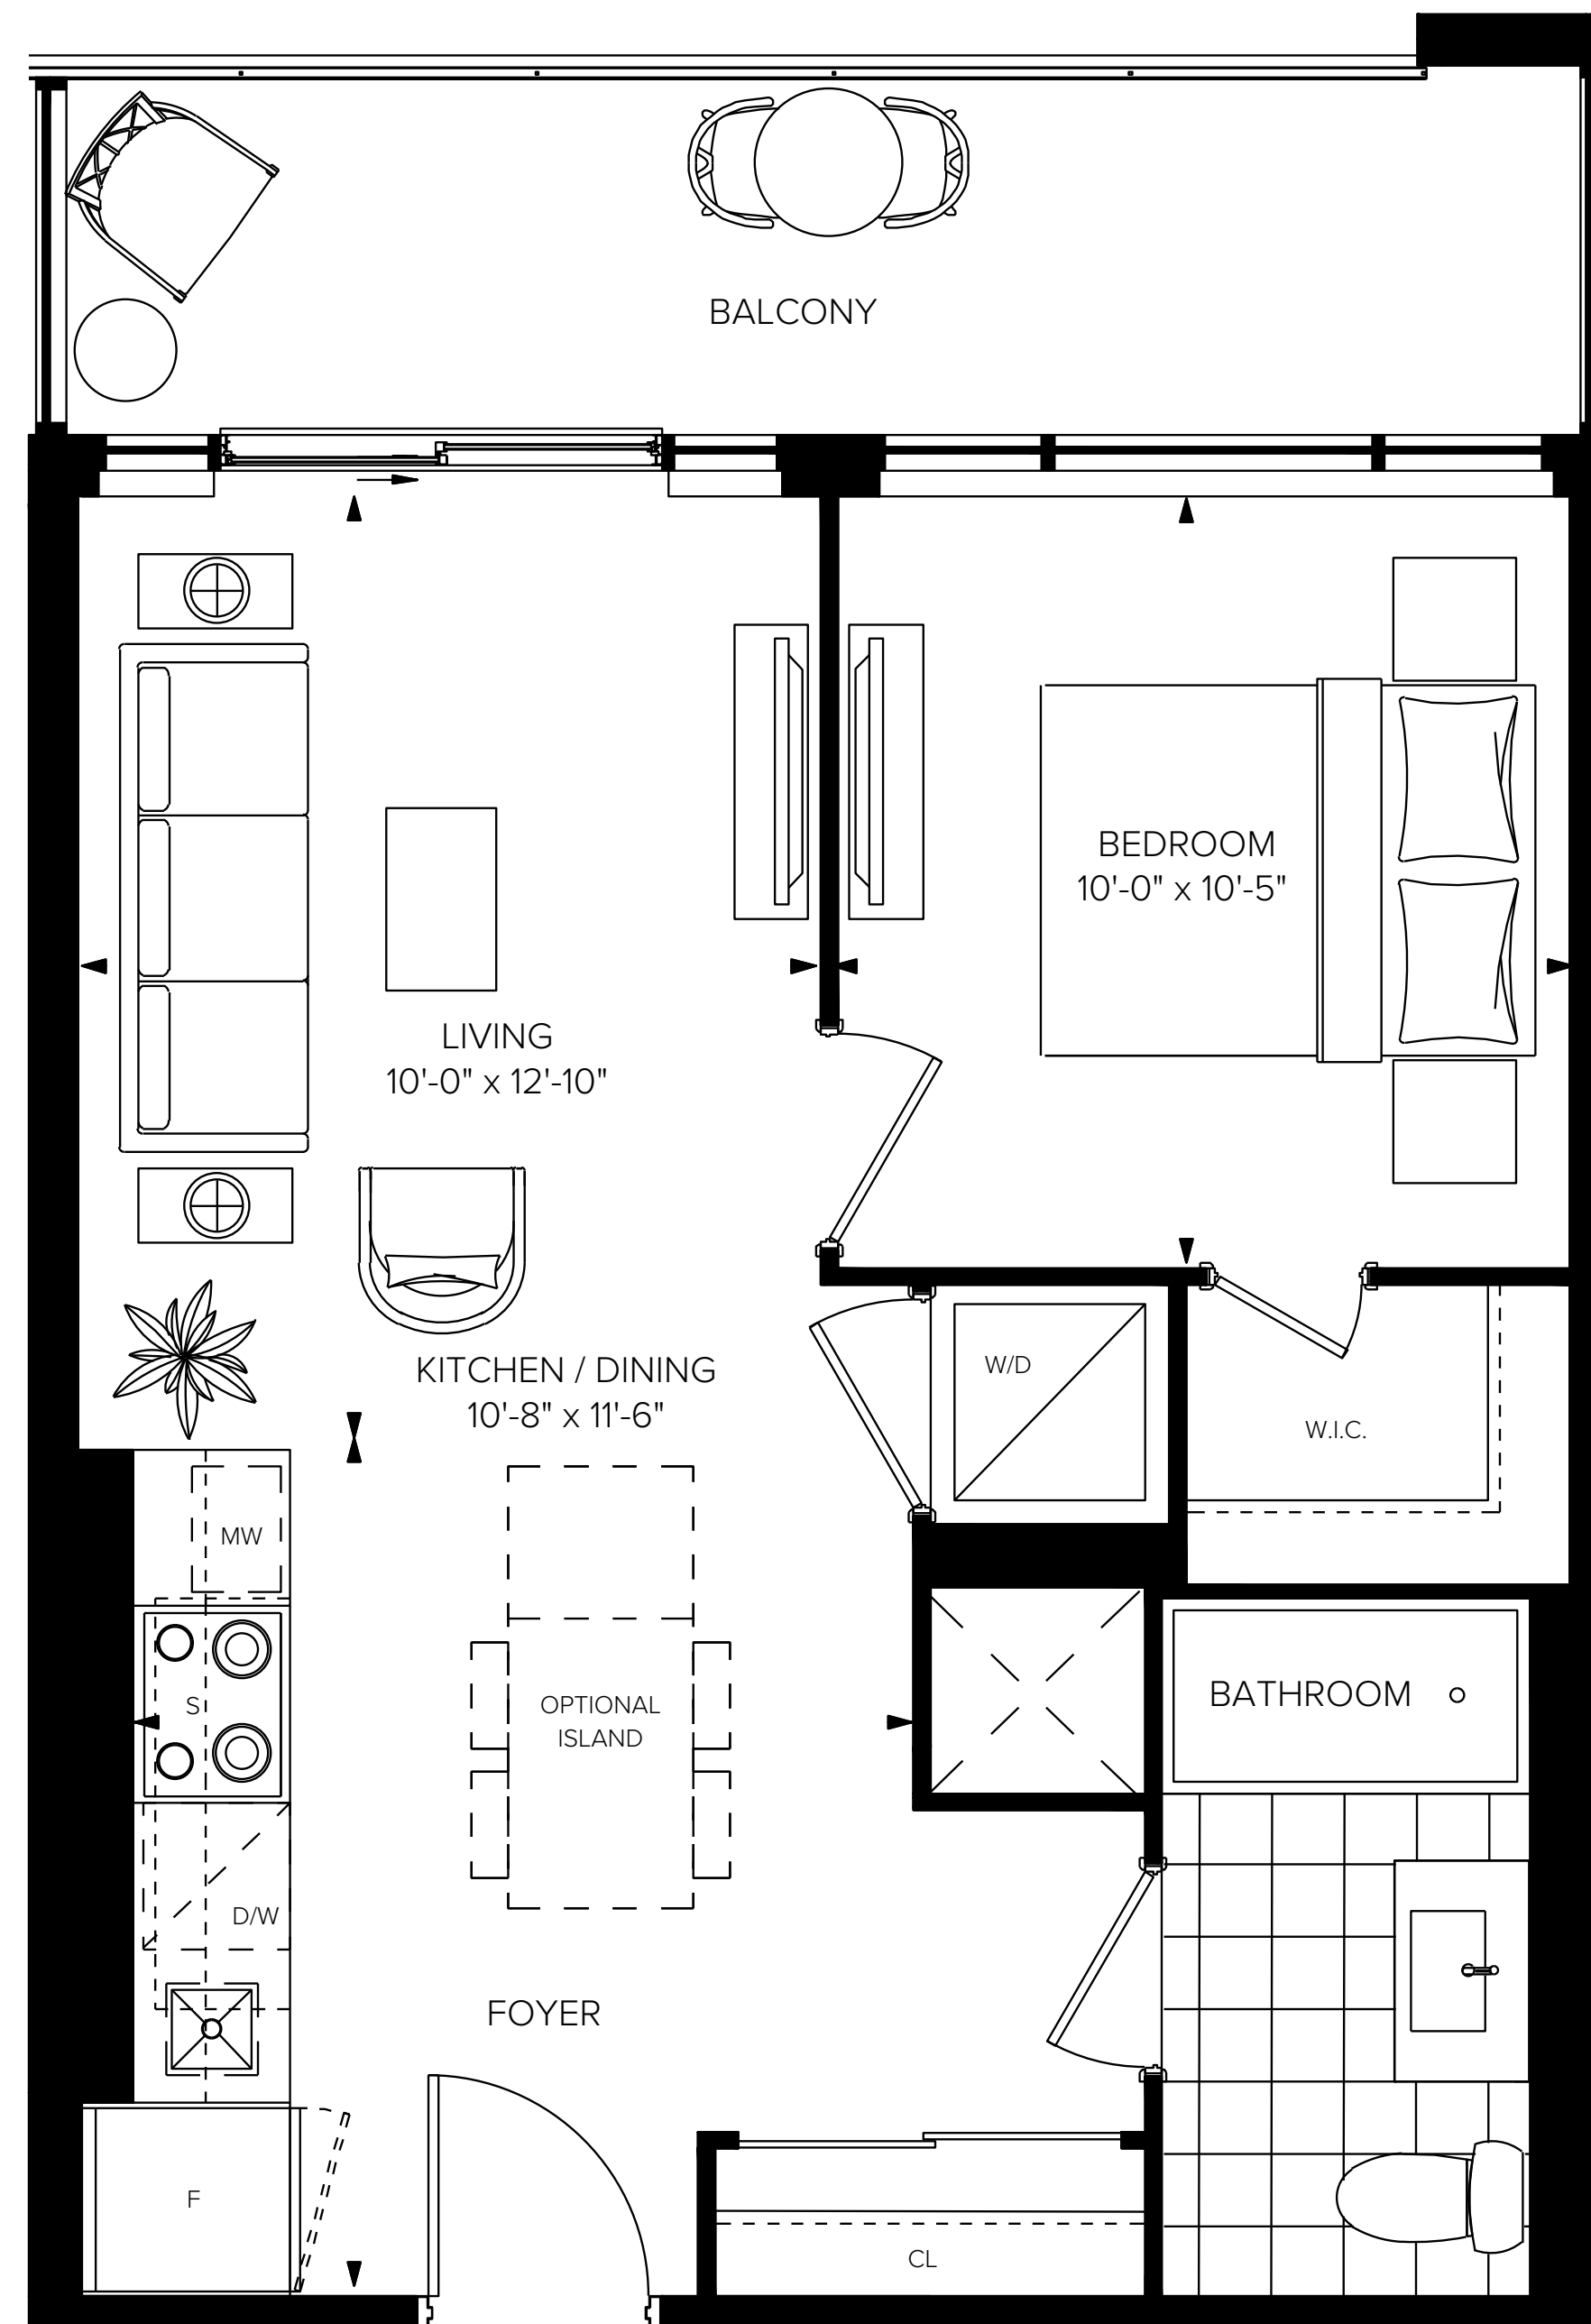 BALCONY
BEDROOM
10'-0" x 10'-5"
LIVING
10'-0" x 12'-10"
KITCHEN / DINING
10'-8" x 11'-6"
W/D
W.I.C.
MW
S
OPTIONAL
ISLAND
BATHROOM
D/W
FOYER
F
CL